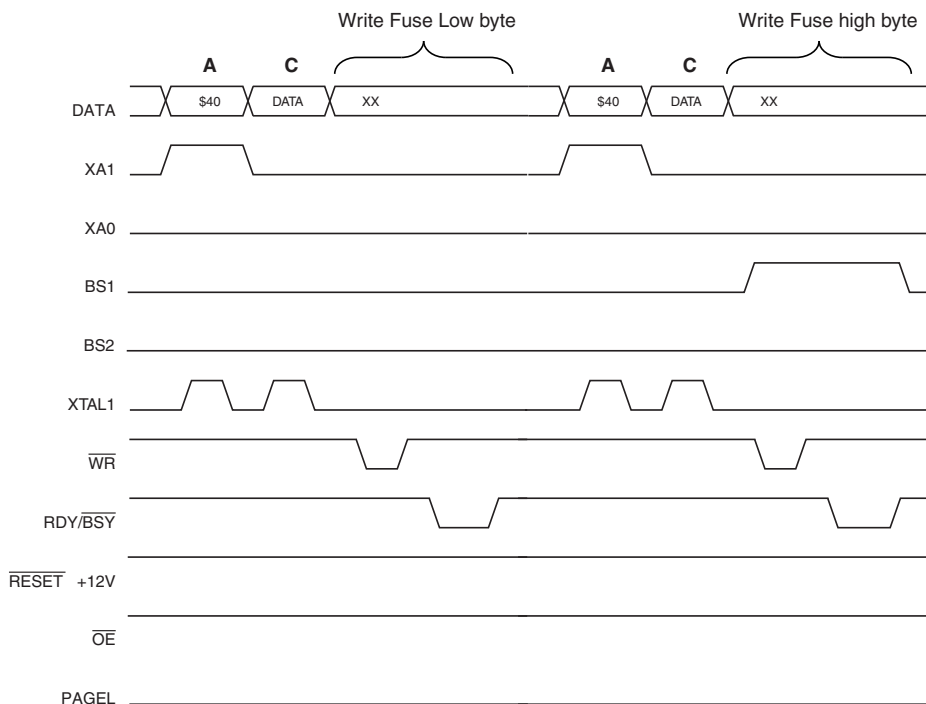 Write Fuse Low byte Write Fuse high byte
A C A C
DATA $40 DATA XX $40 DATA XX
XA1
XA0
BS1
BS2
XTAL1
WR
RDY/BSY
RESET +12V
OE
PAGEL